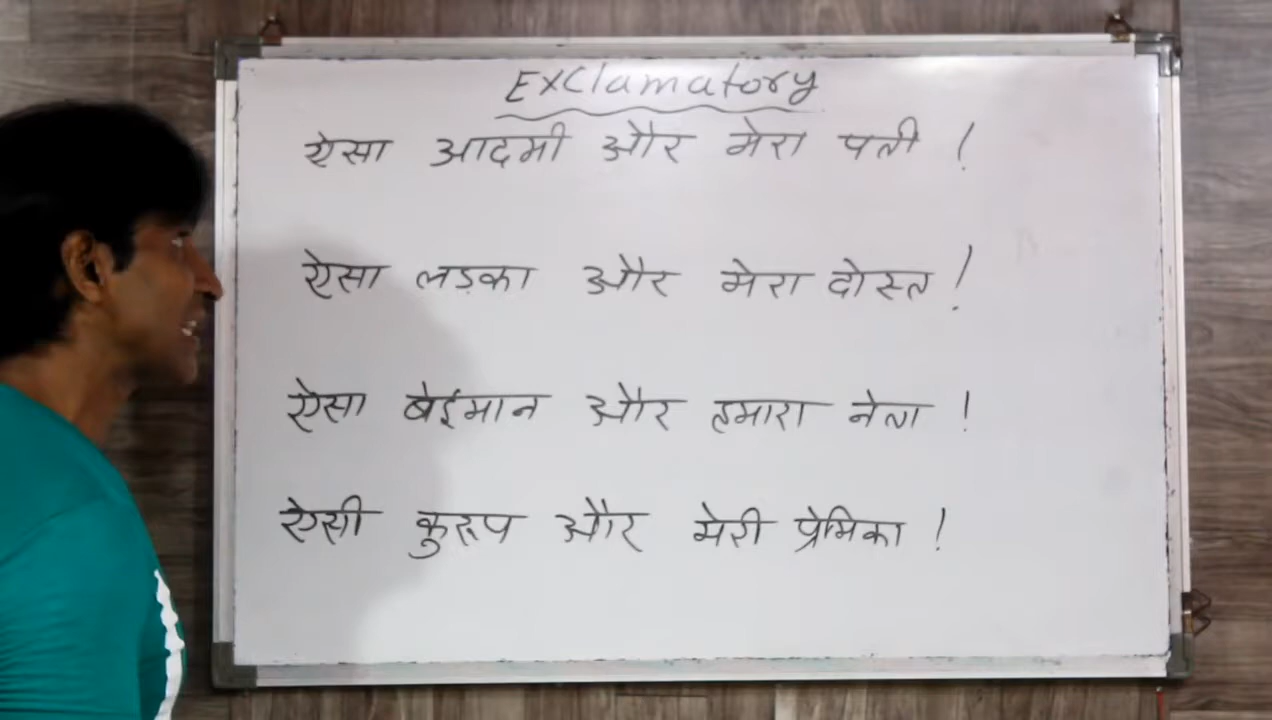 Exclamatory
ऐसा आदमी और मेरा पती !
ऐसा लड़का और मेरा दोस्त !
ऐसा बेईमान और हमारा नेता !
ऐसी कुरूप और मेरी प्रेमिका !